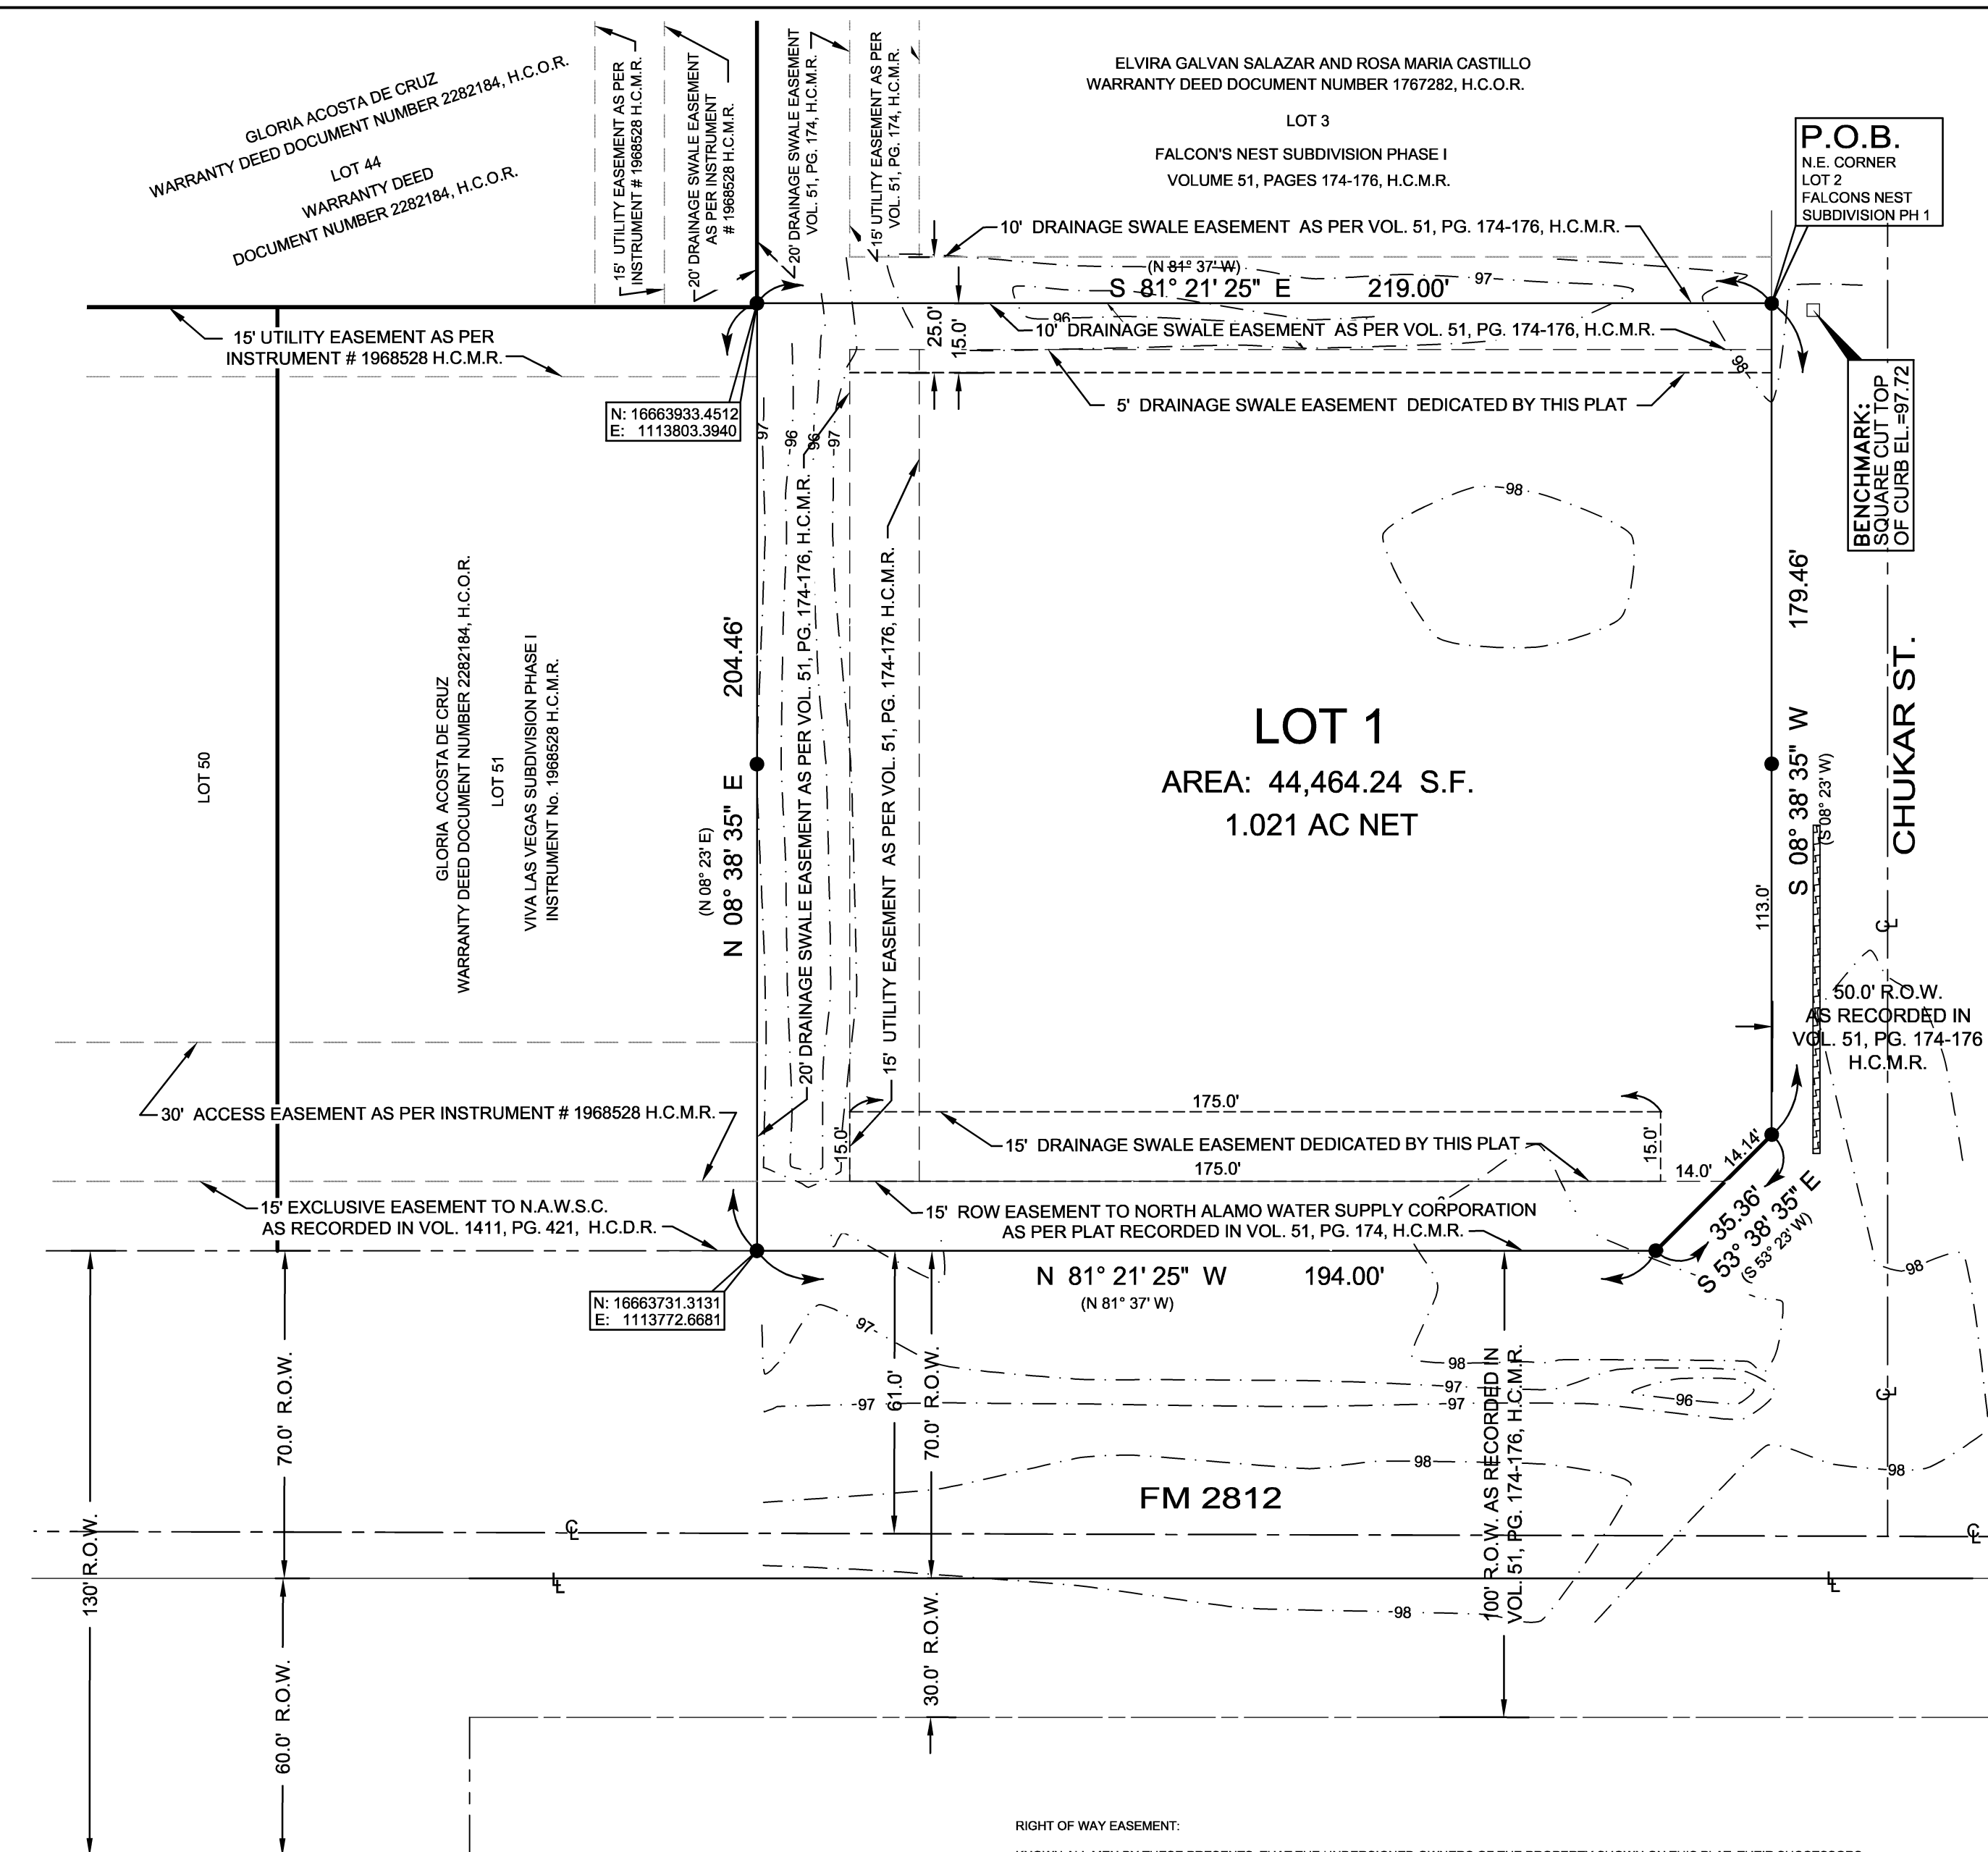 GLORIA ACOSTA DE CRUZ
WARRANTY DEED DOCUMENT NUMBER 2282184, H.C.O.R.
LOT 44
WARRANTY DEED
DOCUMENT NUMBER 2282184, H.C.O.R.
15' UTILITY EASEMENT AS PER
INSTRUMENT # 1968528 H.C.M.R.
20' DRAINAGE SWALE EASEMENT
AS PER INSTRUMENT
# 1968528 H.C.M.R.
20' DRAINAGE SWALE EASEMENT
VOL. 51, PG. 174, H.C.M.R.
15' UTILITY EASEMENT AS PER
VOL. 51, PG. 174, H.C.M.R.
ELVIRA GALVAN SALAZAR AND ROSA MARIA CASTILLO
WARRANTY DEED DOCUMENT NUMBER 1767282, H.C.O.R.
LOT 3
FALCON'S NEST SUBDIVISION PHASE I
VOLUME 51, PAGES 174-176, H.C.M.R.
P.O.B.
N.E. CORNER
LOT 2
FALCONS NEST
SUBDIVISION PH 1
10' DRAINAGE SWALE EASEMENT AS PER VOL. 51, PG. 174-176, H.C.M.R.
(N 81° 37' W)
97
S 81° 21' 25" E 219.00'
96
10' DRAINAGE SWALE EASEMENT AS PER VOL. 51, PG. 174-176, H.C.M.R.
25.0'
15.0'
98
5' DRAINAGE SWALE EASEMENT DEDICATED BY THIS PLAT
15' UTILITY EASEMENT AS PER
INSTRUMENT # 1968528 H.C.M.R.
N: 16663933.4512
E: 1113803.3940
97
96
96
97
BENCHMARK:
SQUARE CUT TOP
OF CURB EL.=97.72
98
LOT 50
GLORIA ACOSTA DE CRUZ
WARRANTY DEED DOCUMENT NUMBER 2282184, H.C.O.R.
LOT 51
VIVA LAS VEGAS SUBDIVISION PHASE I
INSTRUMENT No. 1968528 H.C.M.R.
(N 08° 23' E)
N 08° 38' 35" E 204.46'
20' DRAINAGE SWALE EASEMENT AS PER VOL. 51, PG. 174-176, H.C.M.R.
15' UTILITY EASEMENT AS PER VOL. 51, PG. 174-176, H.C.M.R.
LOT 1
AREA: 44,464.24 S.F.
1.021 AC NET
113.0'
S 08° 38' 35" W 179.46'
(S 08° 23' W)
CHUKAR ST.
CL
50.0' R.O.W.
AS RECORDED IN
VOL. 51, PG. 174-176
H.C.M.R.
30' ACCESS EASEMENT AS PER INSTRUMENT # 1968528 H.C.M.R.
175.0'
15.0'
15' DRAINAGE SWALE EASEMENT DEDICATED BY THIS PLAT
15.0'
175.0'
14.0'
14.14'
15' EXCLUSIVE EASEMENT TO N.A.W.S.C.
AS RECORDED IN VOL. 1411, PG. 421, H.C.D.R.
15' ROW EASEMENT TO NORTH ALAMO WATER SUPPLY CORPORATION
AS PER PLAT RECORDED IN VOL. 51, PG. 174, H.C.M.R.
35.36'
S 53° 38' 35" E
(S 53° 23' W)
98
N 81° 21' 25" W 194.00'
(N 81° 37' W)
N: 16663731.3131
E: 1113772.6681
97
98
97
96
97
97
CL
61.0'
70.0' R.O.W.
70.0' R.O.W.
98
98
FM 2812
100' R.O.W. AS RECORDED IN
VOL. 51, PG. 174-176, H.C.M.R.
CL
CL
130' R.O.W.
LL
LL
98
60.0' R.O.W.
30.0' R.O.W.
RIGHT OF WAY EASEMENT: